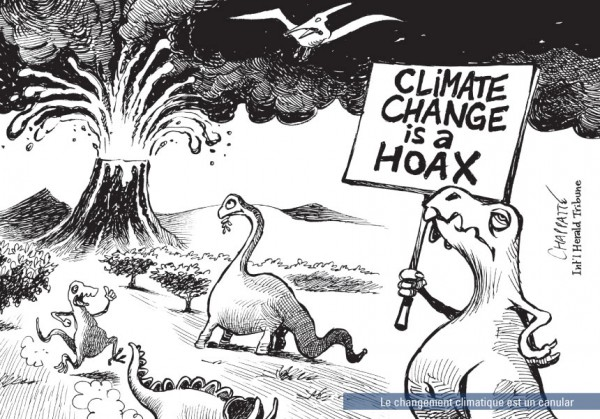 CLiMATE
CHANGE
is a
HOAX
CHAPPATTE
Int'l Herald Tribune
Le changement climatique est un canular